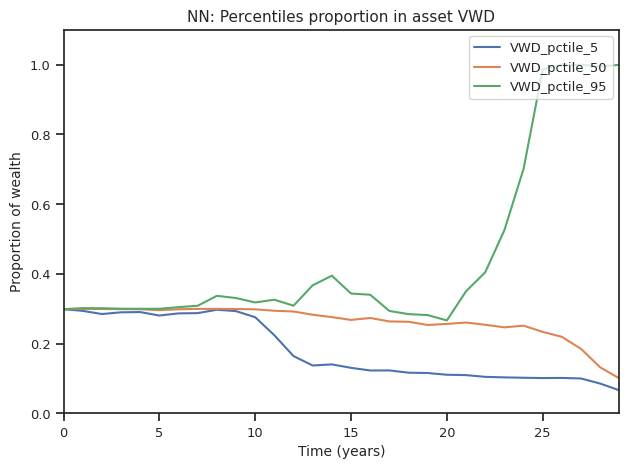 NN: Percentiles proportion in asset VWD
VWD_pctile_5
VWD_pctile_50
VWD_pctile_95
1.0
0.8
0.6
0.4
0.2
0.0
Proportion of wealth
0
5
10
15
20
25
Time (years)